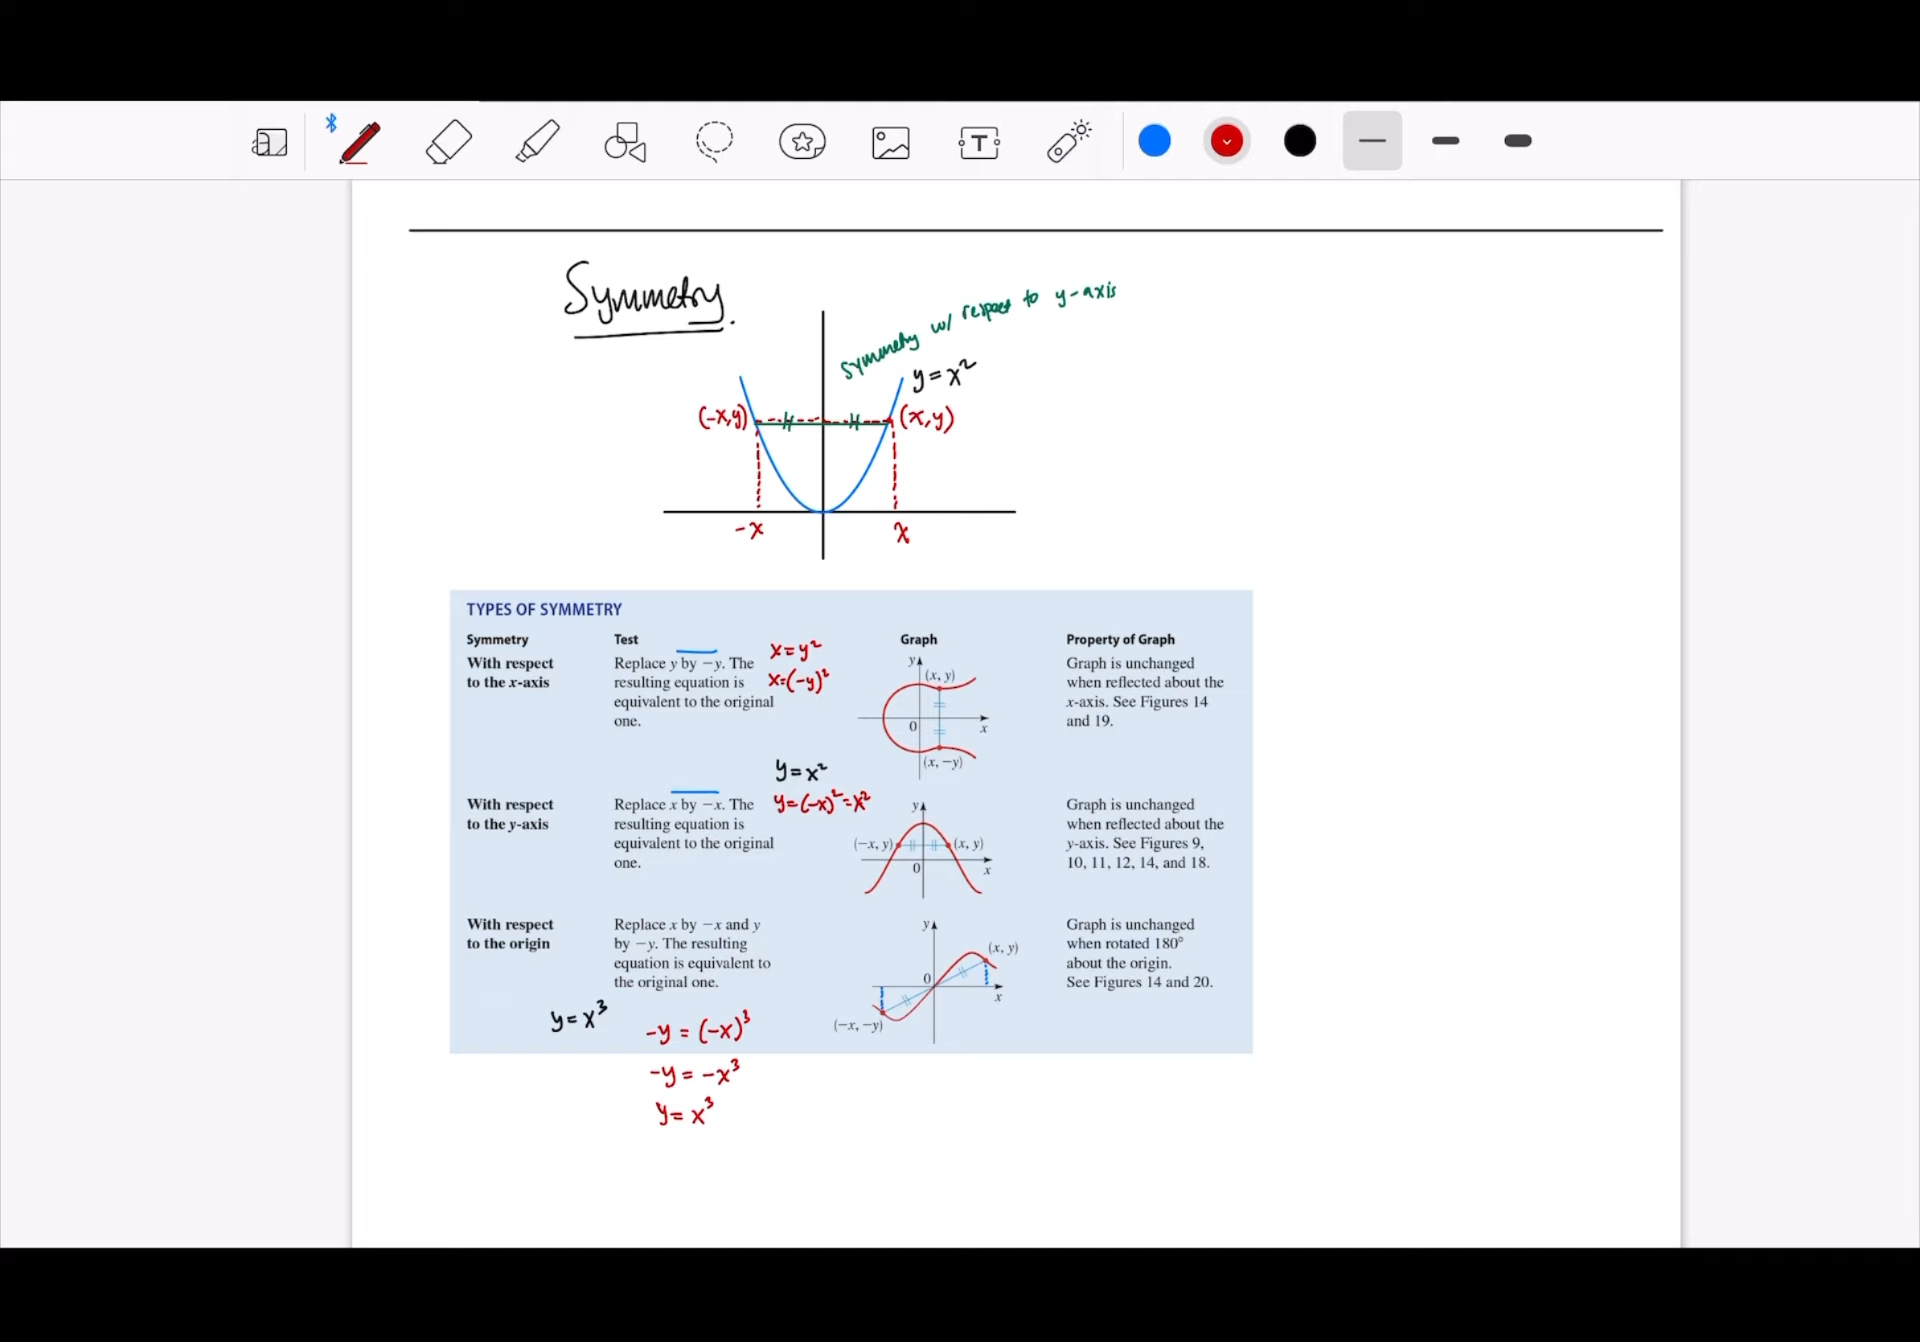 T
Symmetry.
symmetry w/ respect to y-axis
y = x²
(-x,y)
(x,y)
-x
x
TYPES OF SYMMETRY
Symmetry Test Graph Property of Graph
With respect
to the x-axis
Replace y by −y. The
resulting equation is
equivalent to the original
one.
x = y²
x = (-y)²
y
(x, y)
0
x
(x, −y)
Graph is unchanged
when reflected about the
x-axis. See Figures 14
and 19.
With respect
to the y-axis
Replace x by −x. The
resulting equation is
equivalent to the original
one.
y = x²
y = (-x)² = x²
y
(−x, y)
(x, y)
0
x
Graph is unchanged
when reflected about the
y-axis. See Figures 9,
10, 11, 12, 14, and 18.
With respect
to the origin
Replace x by −x and y
by −y. The resulting
equation is equivalent to
the original one.
y
(x, y)
0
x
(−x, −y)
Graph is unchanged
when rotated 180°
about the origin.
See Figures 14 and 20.
y = x³
-y = (-x)³
-y = -x³
y = x³